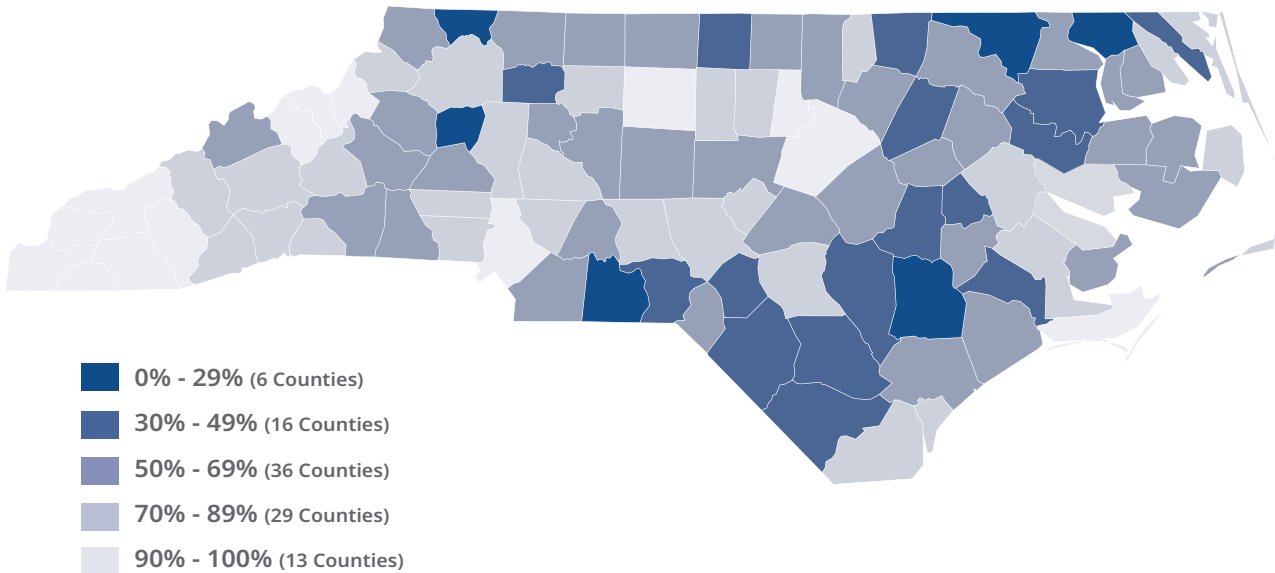 0% - 29% (6 Counties)
30% - 49% (16 Counties)
50% - 69% (36 Counties)
70% - 89% (29 Counties)
90% - 100% (13 Counties)